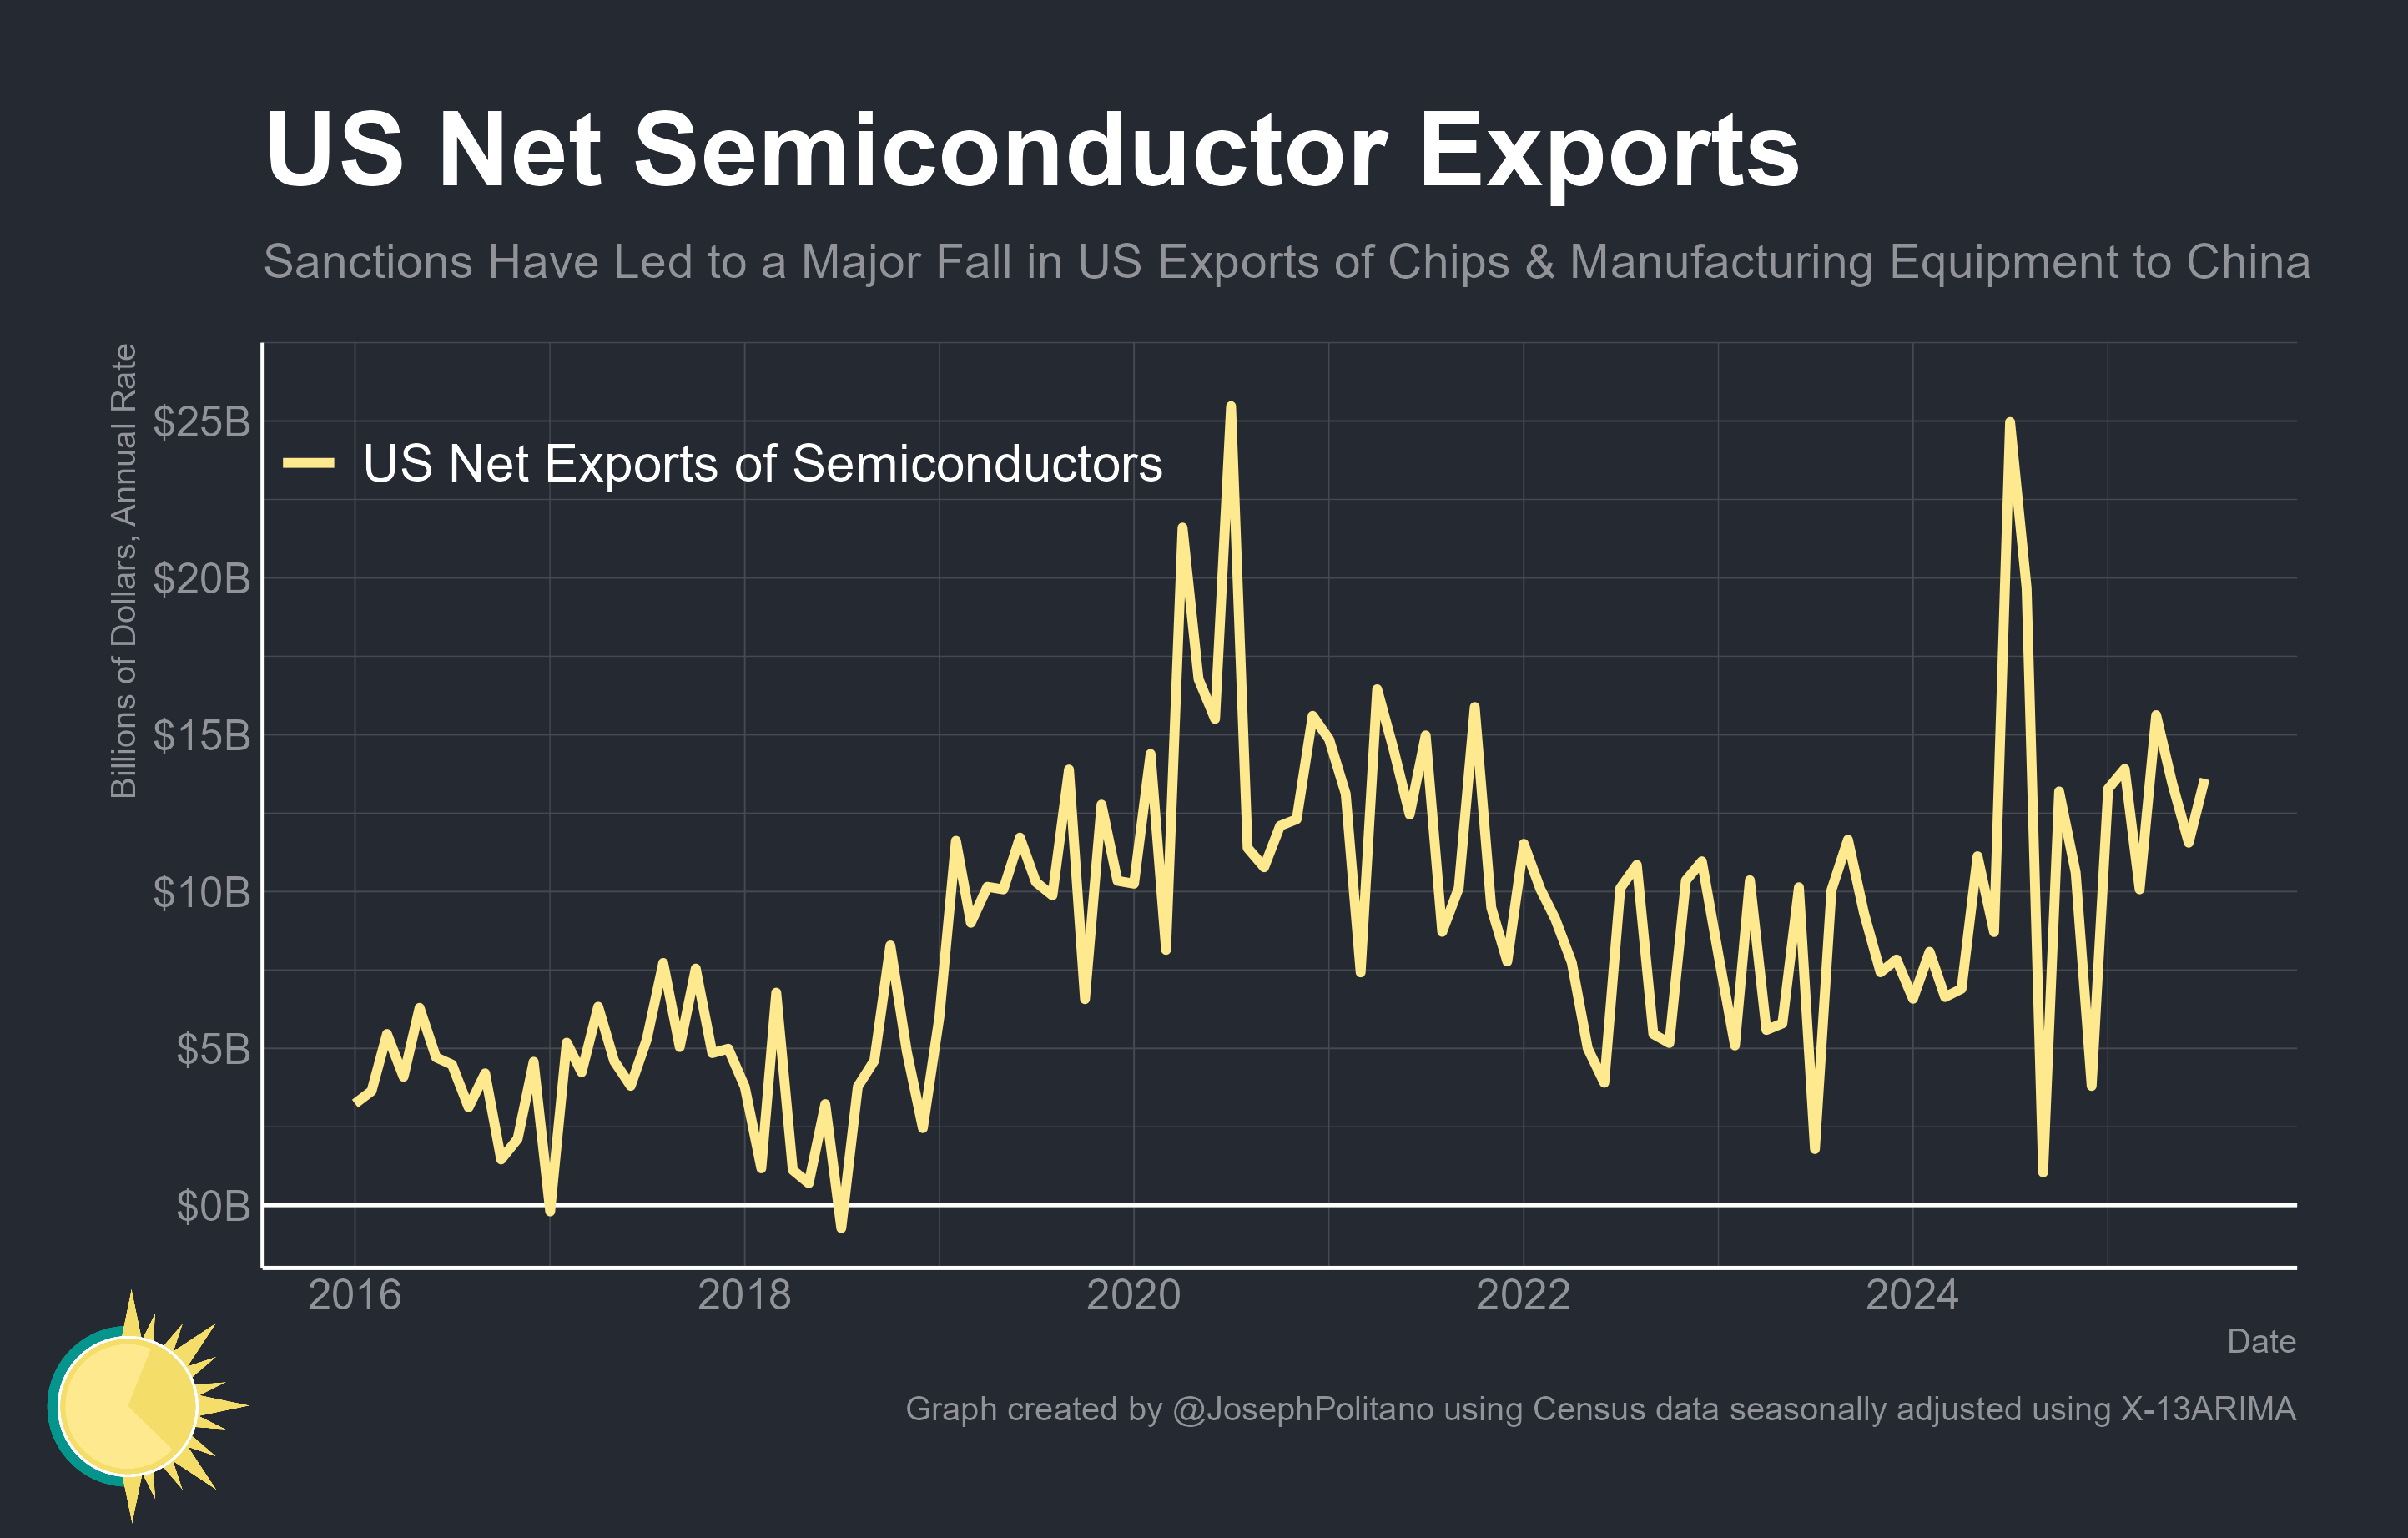 US Net Semiconductor Exports
Sanctions Have Led to a Major Fall in US Exports of Chips & Manufacturing Equipment to China
Billions of Dollars, Annual Rate
$25B
US Net Exports of Semiconductors
$20B
$15B
$10B
$5B
$0B
2016 2018 2020 2022 2024
Date
Graph created by @JosephPolitano using Census data seasonally adjusted using X-13ARIMA